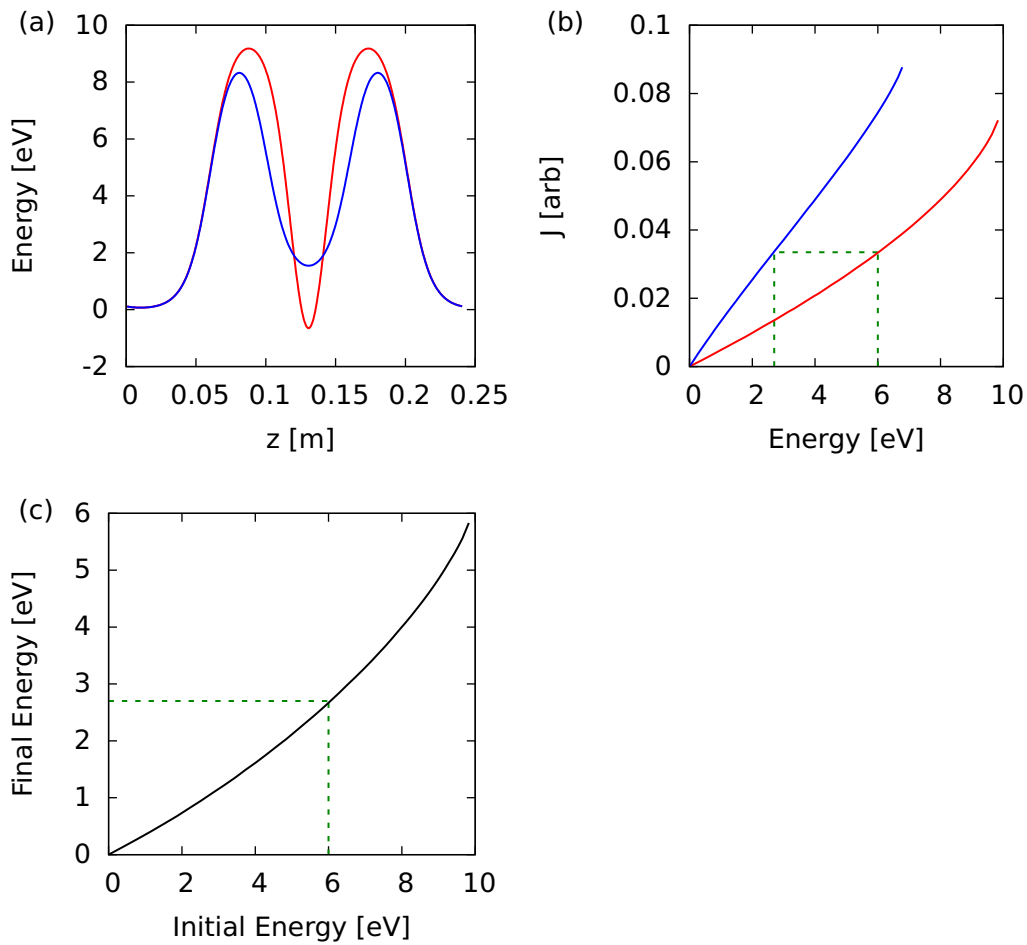 (a)
Energy [eV]
10
8
6
4
2
0
-2
0 0.05 0.1 0.15 0.2 0.25
z [m]
(b)
J [arb]
0.1
0.08
0.06
0.04
0.02
0
0 2 4 6 8 10
Energy [eV]
(c)
Final Energy [eV]
6
5
4
3
2
1
0
0 2 4 6 8 10
Initial Energy [eV]